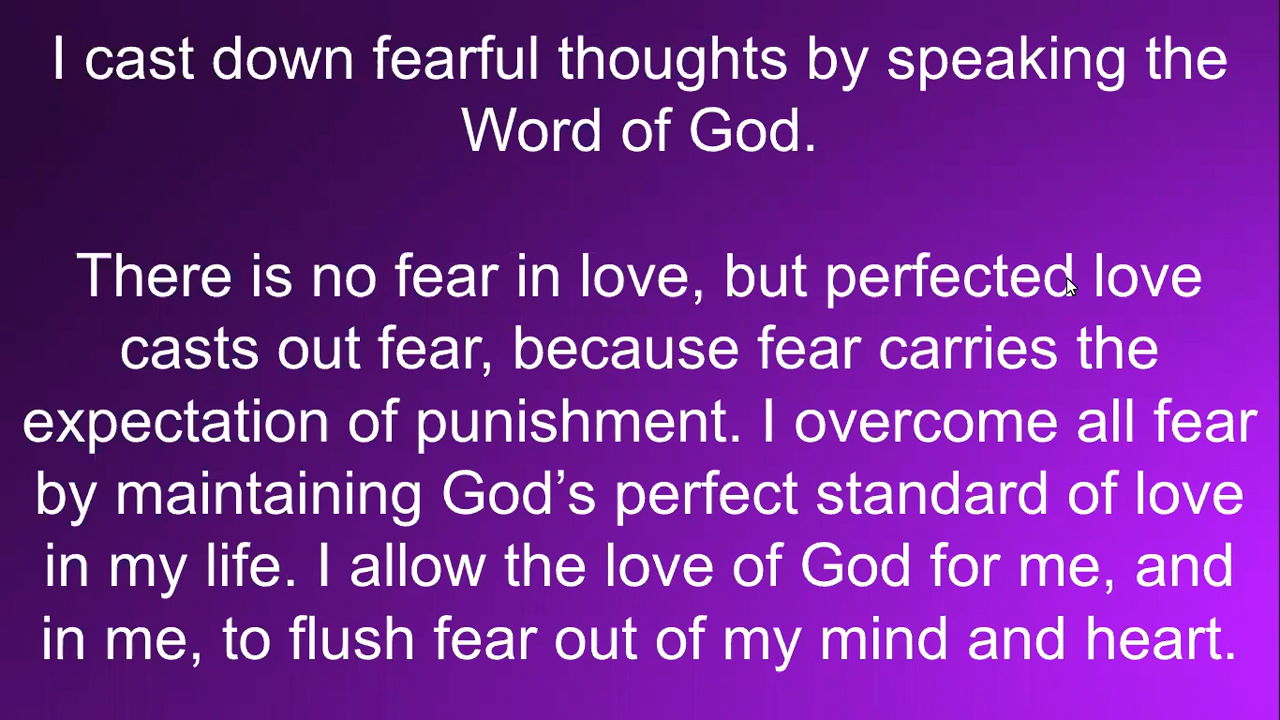 I cast down fearful thoughts by speaking the
Word of God.
There is no fear in love, but perfected love
casts out fear, because fear carries the
expectation of punishment. I overcome all fear
by maintaining God’s perfect standard of love
in my life. I allow the love of God for me, and
in me, to flush fear out of my mind and heart.